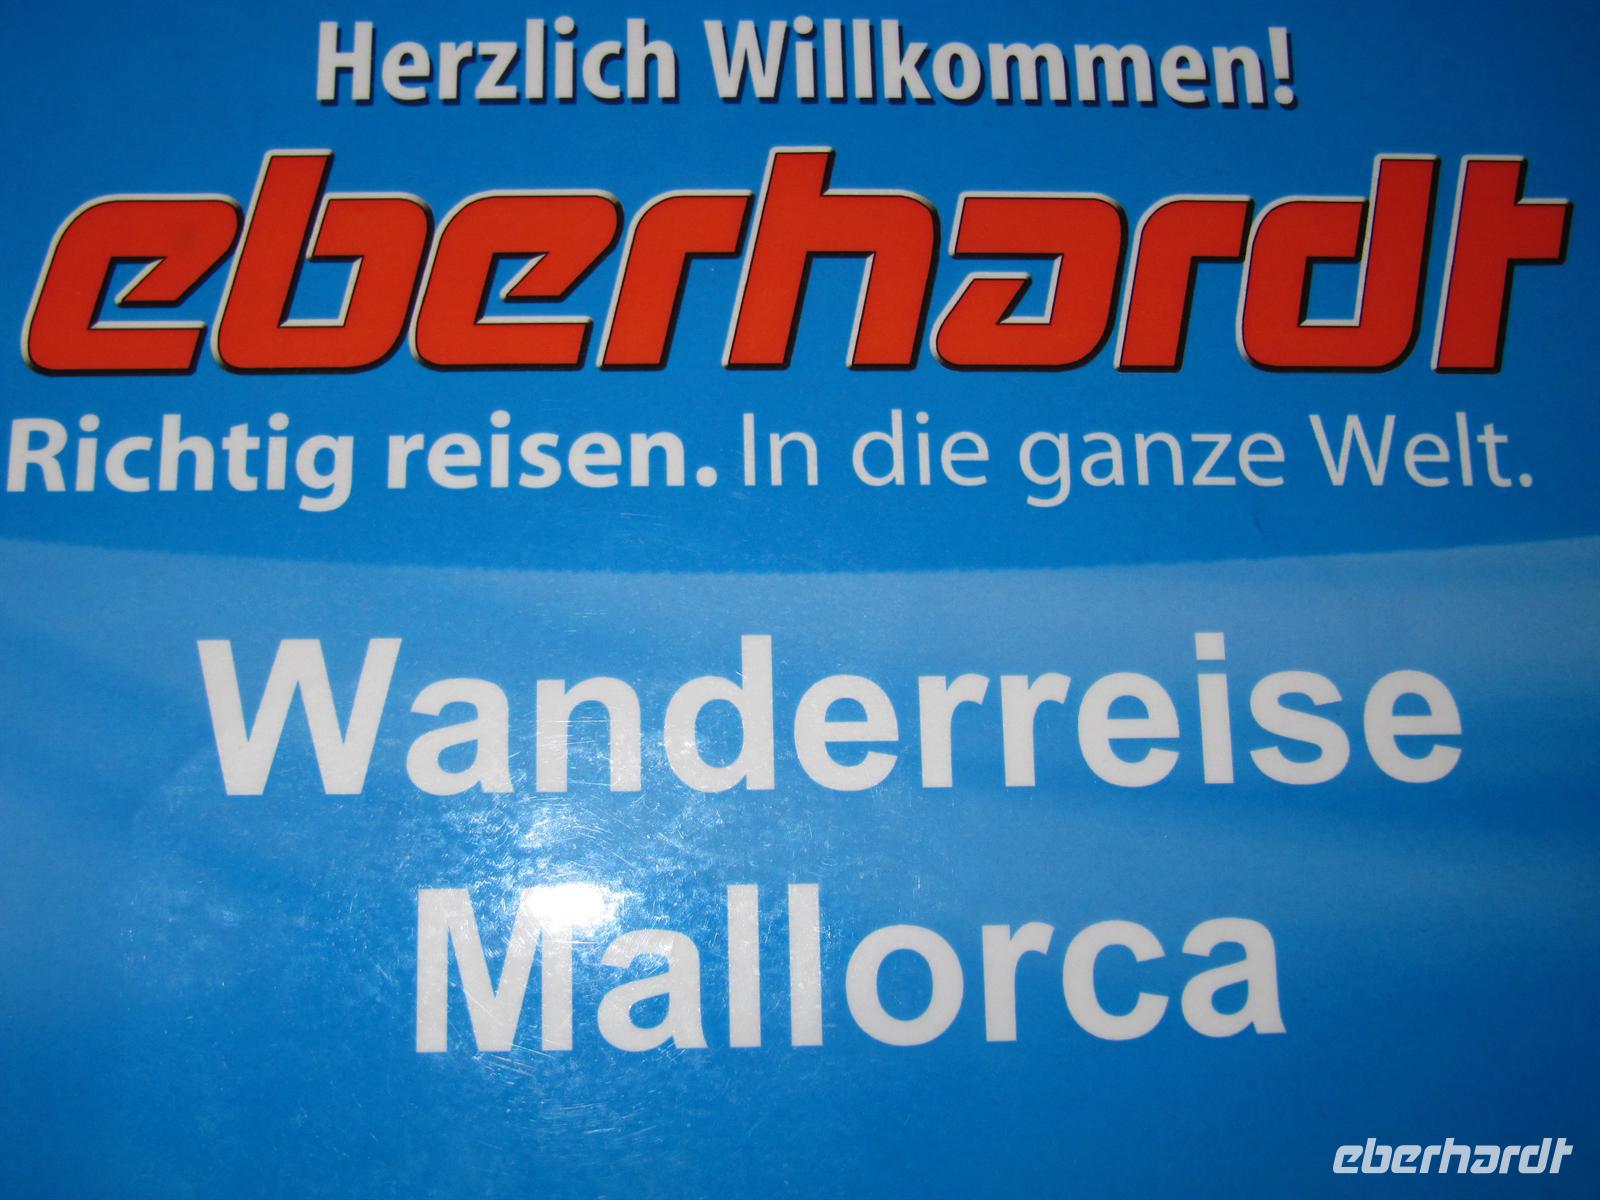 Herzlich Willkommen!
eberhardt
Richtig reisen. In die ganze Welt.
Wanderreise
Mallorca
eberhardt